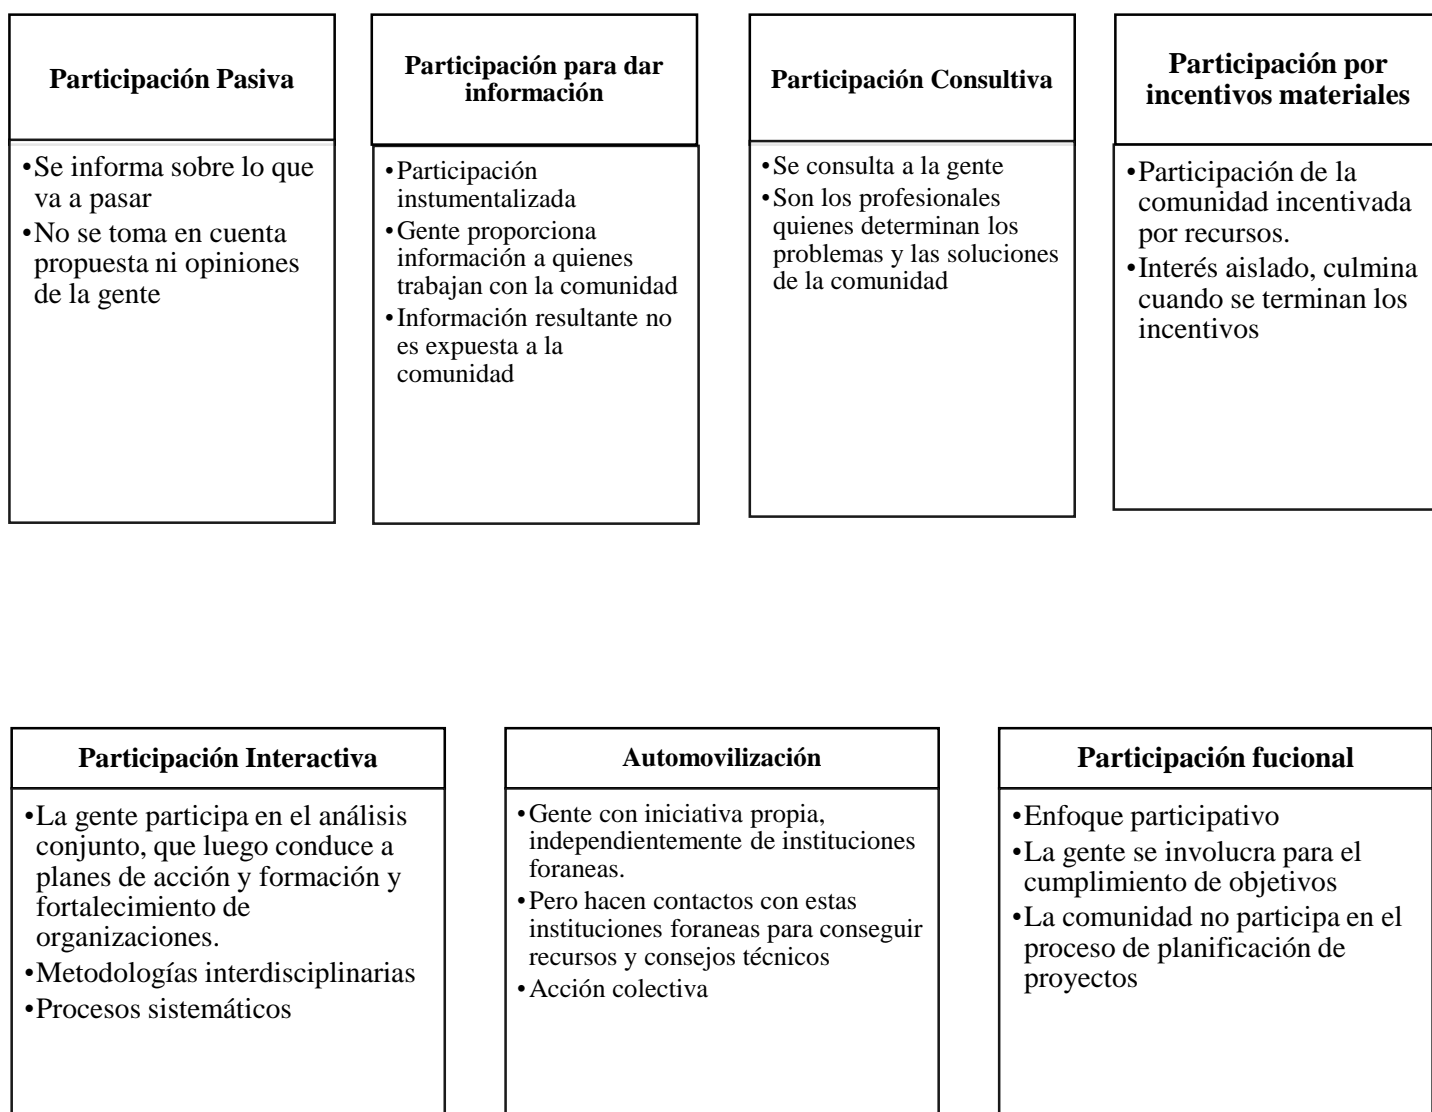 Participación Pasiva
•Se informa sobre lo que
va a pasar
•No se toma en cuenta
propuesta ni opiniones
de la gente
Participación para dar
información
•Participación
instumentalizada
•Gente proporciona
información a quienes
trabajan con la comunidad
•Información resultante no
es expuesta a la
comunidad
Participación Consultiva
•Se consulta a la gente
•Son los profesionales
quienes determinan los
problemas y las soluciones
de la comunidad
Participación por
incentivos materiales
•Participación de la
comunidad incentivada
por recursos.
•Interés aislado, culmina
cuando se terminan los
incentivos
Participación Interactiva
•La gente participa en el análisis
conjunto, que luego conduce a
planes de acción y formación y
fortalecimiento de
organizaciones.
•Metodologías interdisciplinarias
•Procesos sistemáticos
Automovilización
•Gente con iniciativa propia,
independientemente de instituciones
foraneas.
•Pero hacen contactos con estas
instituciones foraneas para conseguir
recursos y consejos técnicos
•Acción colectiva
Participación fucional
•Enfoque participativo
•La gente se involucra para el
cumplimiento de objetivos
•La comunidad no participa en el
proceso de planificación de
proyectos